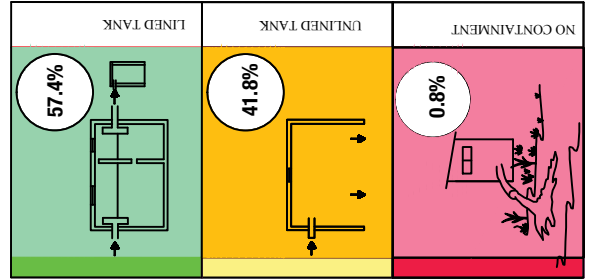 LINED TANK
57.4%
UNLINED TANK
41.8%
NO CONTAINMENT
0.8%